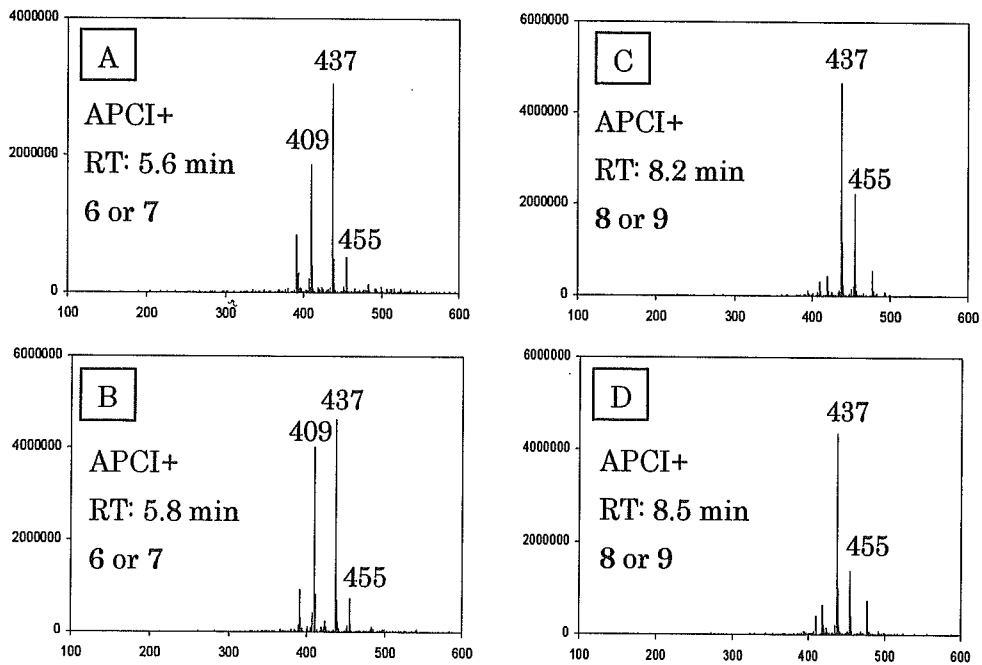 4000000
2000000
0
A
APCI+
RT: 5.6 min
6 or 7
409
437
455
100 200 300 400 500 600
6000000
4000000
2000000
0
B
APCI+
RT: 5.8 min
6 or 7
409
437
455
100 200 300 400 500 600
6000000
4000000
2000000
0
C
APCI+
RT: 8.2 min
8 or 9
437
455
100 200 300 400 500 600
6000000
4000000
2000000
0
D
APCI+
RT: 8.5 min
8 or 9
437
455
100 200 300 400 500 600